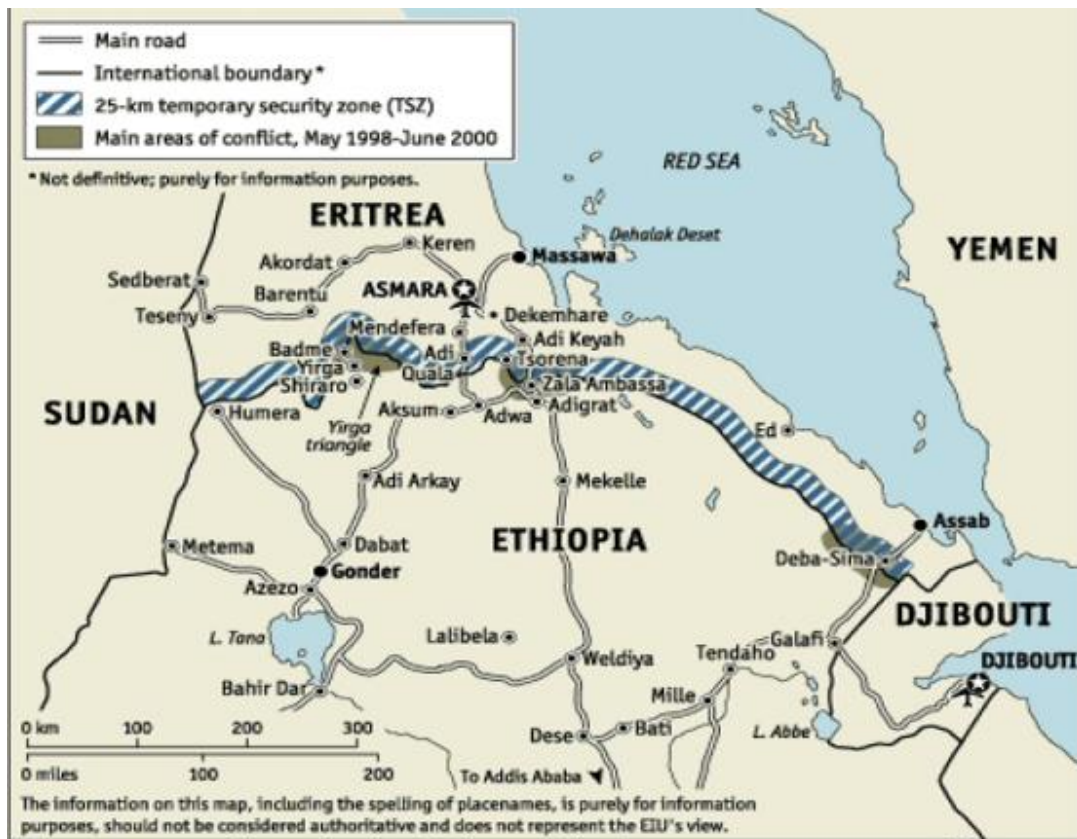 Main road
International boundary*
25-km temporary security zone (TSZ)
Main areas of conflict, May 1998-June 2000
* Not definitive; purely for information purposes.
RED SEA
ERITREA
Dehalak Deset
YEMEN
Keren
Akordat
Massawa
Sedberat
Barentu
ASMARA
Teseny
Dekemhare
Mendefera
Adi Keyah
Badme
Adi
Quala
Tsorena
Yirga
Shiraro
Zala Ambassa
SUDAN
Humera
Aksum
Adwa
Adigrat
Yirga
triangle
Ed
Adi Arkay
Mekelle
Assab
ETHIOPIA
Metema
Dabat
Deba-Sima
Gonder
Azezo
DJIBOUTI
L. Tana
Lalibela
Galafi
Weldiya
Tendaho
DJIBOUTI
Bahir Dar
Mille
0 km 100 200 300
Dese
Bati
L. Abbe
0 miles 100 200
To Addis Ababa
The information on this map, including the spelling of placenames, is purely for information
purposes, should not be considered authoritative and does not represent the EIU's view.